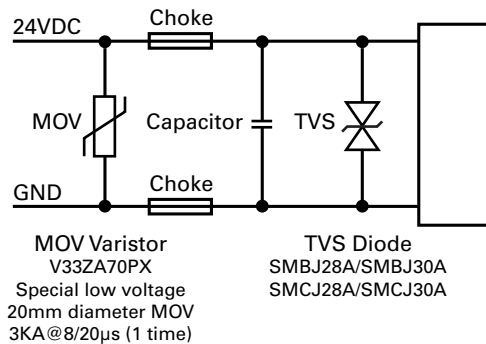 24VDC
Choke
MOV
Capacitor
TVS
Choke
GND
MOV Varistor
V33ZA70PX
Special low voltage
20mm diameter MOV
3KA@8/20µs (1 time)
TVS Diode
SMBJ28A/SMBJ30A
SMCJ28A/SMCJ30A